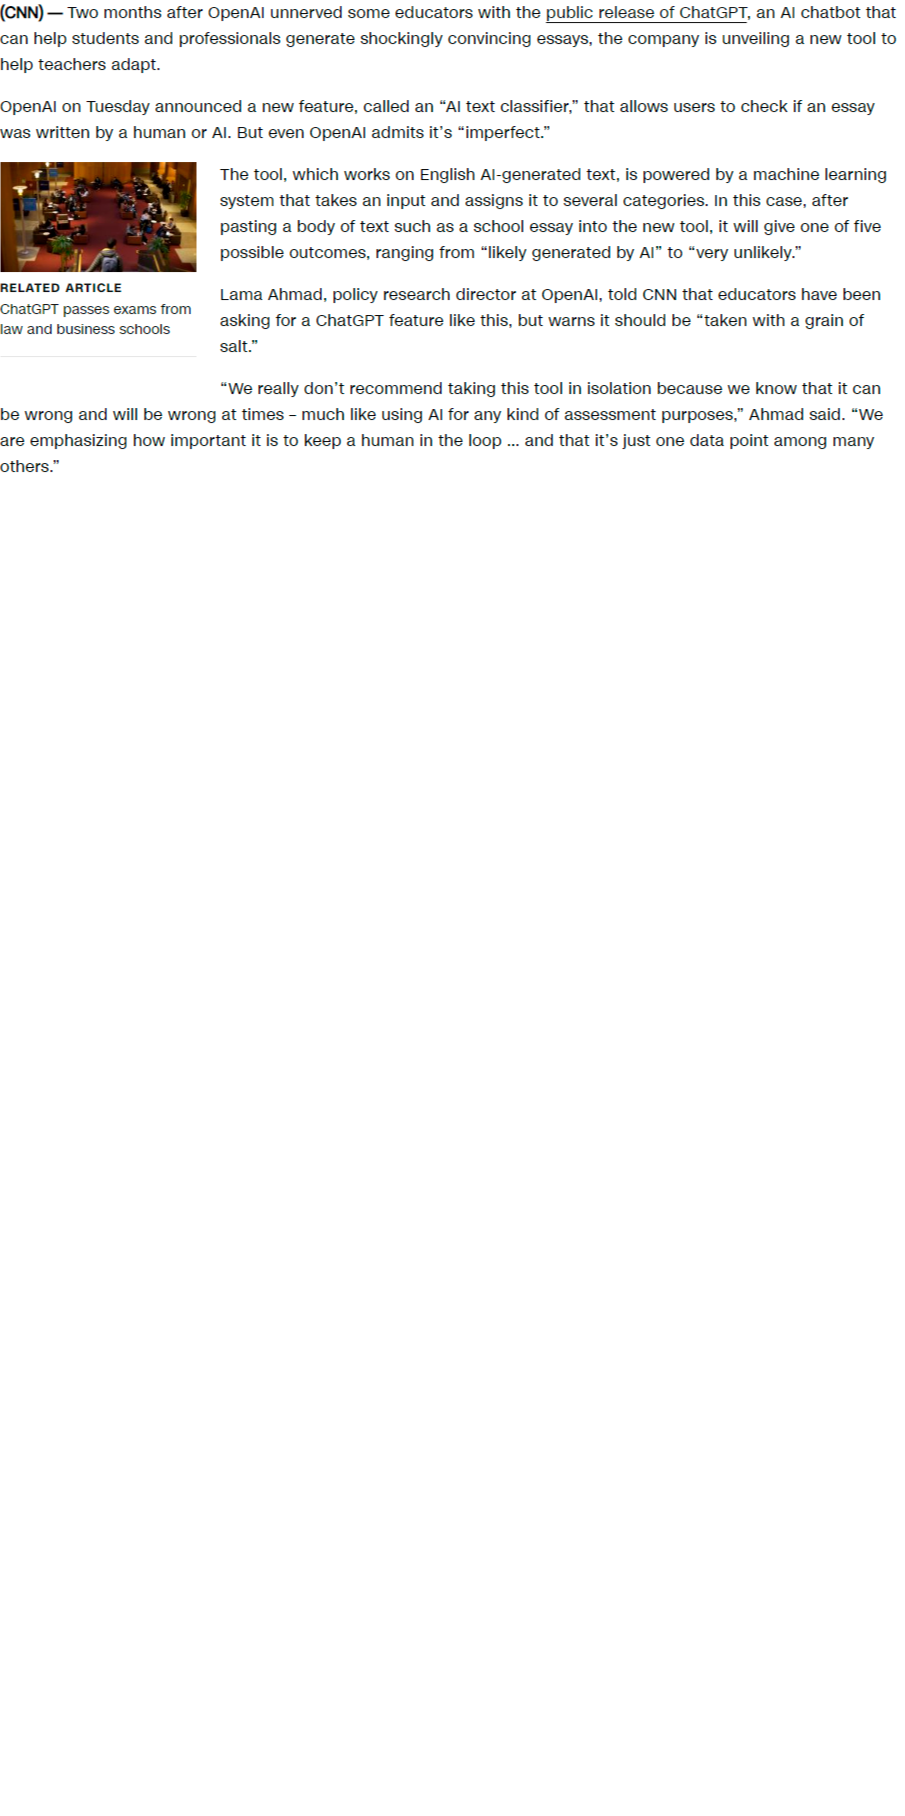 (CNN) — Two months after OpenAI unnerved some educators with the public release of ChatGPT, an AI chatbot that
can help students and professionals generate shockingly convincing essays, the company is unveiling a new tool to
help teachers adapt.
OpenAI on Tuesday announced a new feature, called an “AI text classifier,” that allows users to check if an essay
was written by a human or AI. But even OpenAI admits it’s “imperfect.”
RELATED ARTICLE
ChatGPT passes exams from
law and business schools
The tool, which works on English AI-generated text, is powered by a machine learning
system that takes an input and assigns it to several categories. In this case, after
pasting a body of text such as a school essay into the new tool, it will give one of five
possible outcomes, ranging from “likely generated by AI” to “very unlikely.”
Lama Ahmad, policy research director at OpenAI, told CNN that educators have been
asking for a ChatGPT feature like this, but warns it should be “taken with a grain of
salt.”
“We really don’t recommend taking this tool in isolation because we know that it can
be wrong and will be wrong at times – much like using AI for any kind of assessment purposes,” Ahmad said. “We
are emphasizing how important it is to keep a human in the loop … and that it’s just one data point among many
others.”